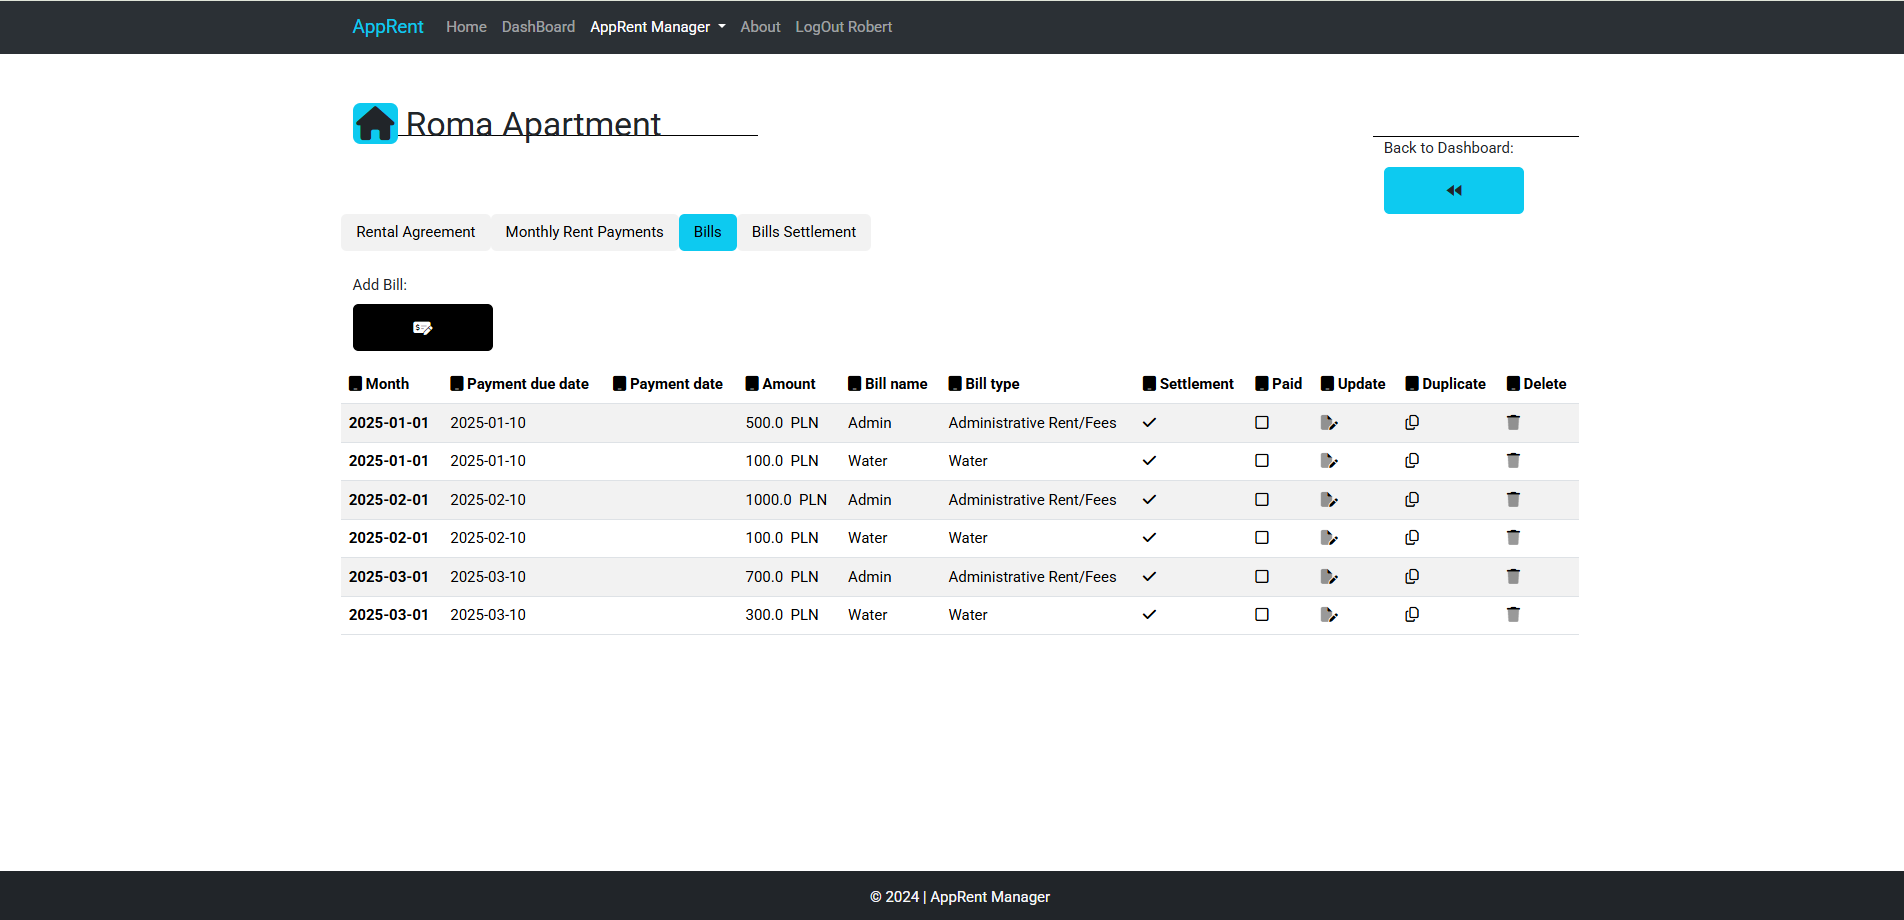 AppRent Home DashBoard AppRent Manager About LogOut Robert
Roma Apartment
Back to Dashboard:
Rental Agreement Monthly Rent Payments Bills Bills Settlement
Add Bill:
Month Payment due date Payment date Amount Bill name Bill type Settlement Paid Update Duplicate Delete
2025-01-01 2025-01-10 500.0 PLN Admin Administrative Rent/Fees
2025-01-01 2025-01-10 100.0 PLN Water Water
2025-02-01 2025-02-10 1000.0 PLN Admin Administrative Rent/Fees
2025-02-01 2025-02-10 100.0 PLN Water Water
2025-03-01 2025-03-10 700.0 PLN Admin Administrative Rent/Fees
2025-03-01 2025-03-10 300.0 PLN Water Water
© 2024 | AppRent Manager